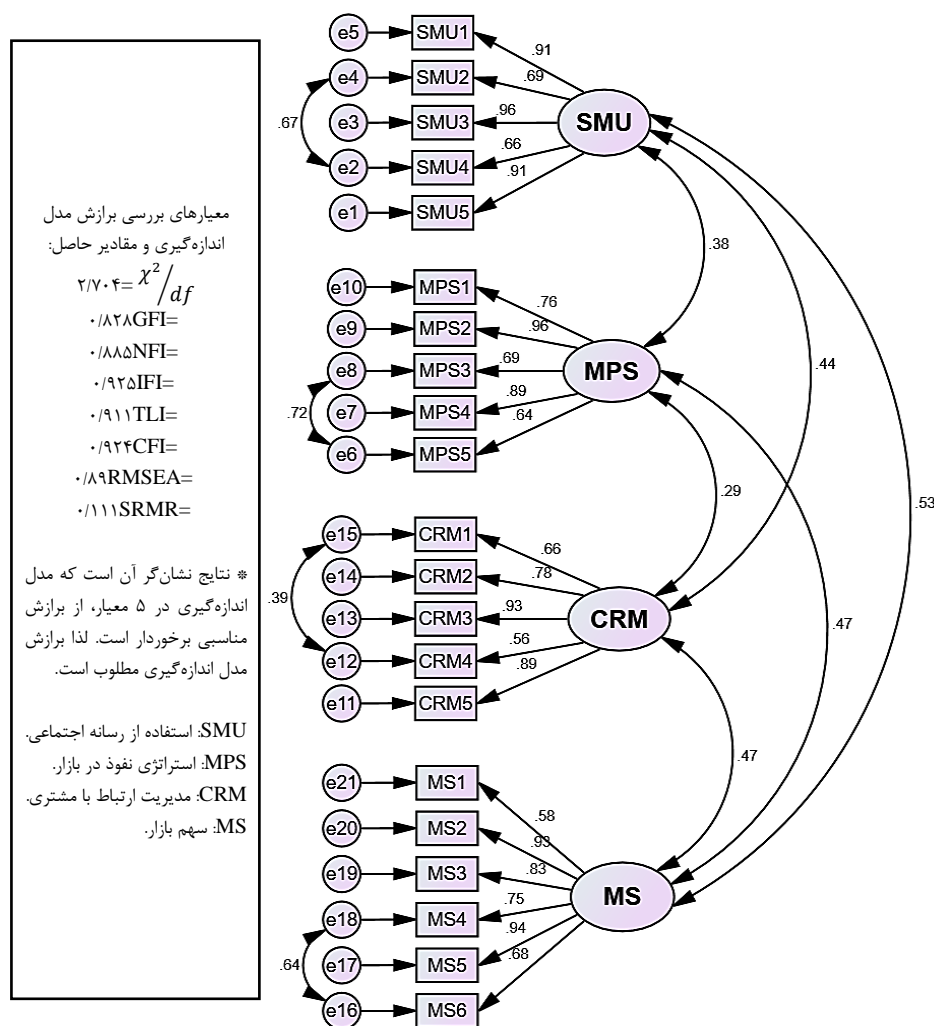 معیارهای بررسی برازش مدل
اندازه‌گیری و مقادیر حاصل:
۲/۷۰۴= χ²/df
۰/۸۲۸GFI=
۰/۸۸۵NFI=
۰/۹۲۵IFI=
۰/۹۱۱TLI=
۰/۹۲۴CFI=
۰/۸۹RMSEA=
۰/۱۱۱SRMR=
* نتایج نشان‌گر آن است که مدل
اندازه‌گیری در ۵ معیار، از برازش
مناسبی برخوردار است. لذا برازش
مدل اندازه‌گیری مطلوب است.
SMU: استفاده از رسانه اجتماعی.
MPS: استراتژی نفوذ در بازار.
CRM: مدیریت ارتباط با مشتری.
MS: سهم بازار.
e5 SMU1 .91
e4 SMU2 .69
e3 SMU3 .96
e2 SMU4 .66
e1 SMU5 .91
.67
SMU
.38
e10 MPS1 .76
e9 MPS2 .96
e8 MPS3 .69
e7 MPS4 .89
e6 MPS5 .64
.72
MPS
.44
.29
.53
e15 CRM1 .66
e14 CRM2 .78
e13 CRM3 .93
e12 CRM4 .56
e11 CRM5 .89
.39
CRM
.47
.47
e21 MS1 .58
e20 MS2 .93
e19 MS3 .83
e18 MS4 .75
e17 MS5 .94
e16 MS6 .68
.64
MS